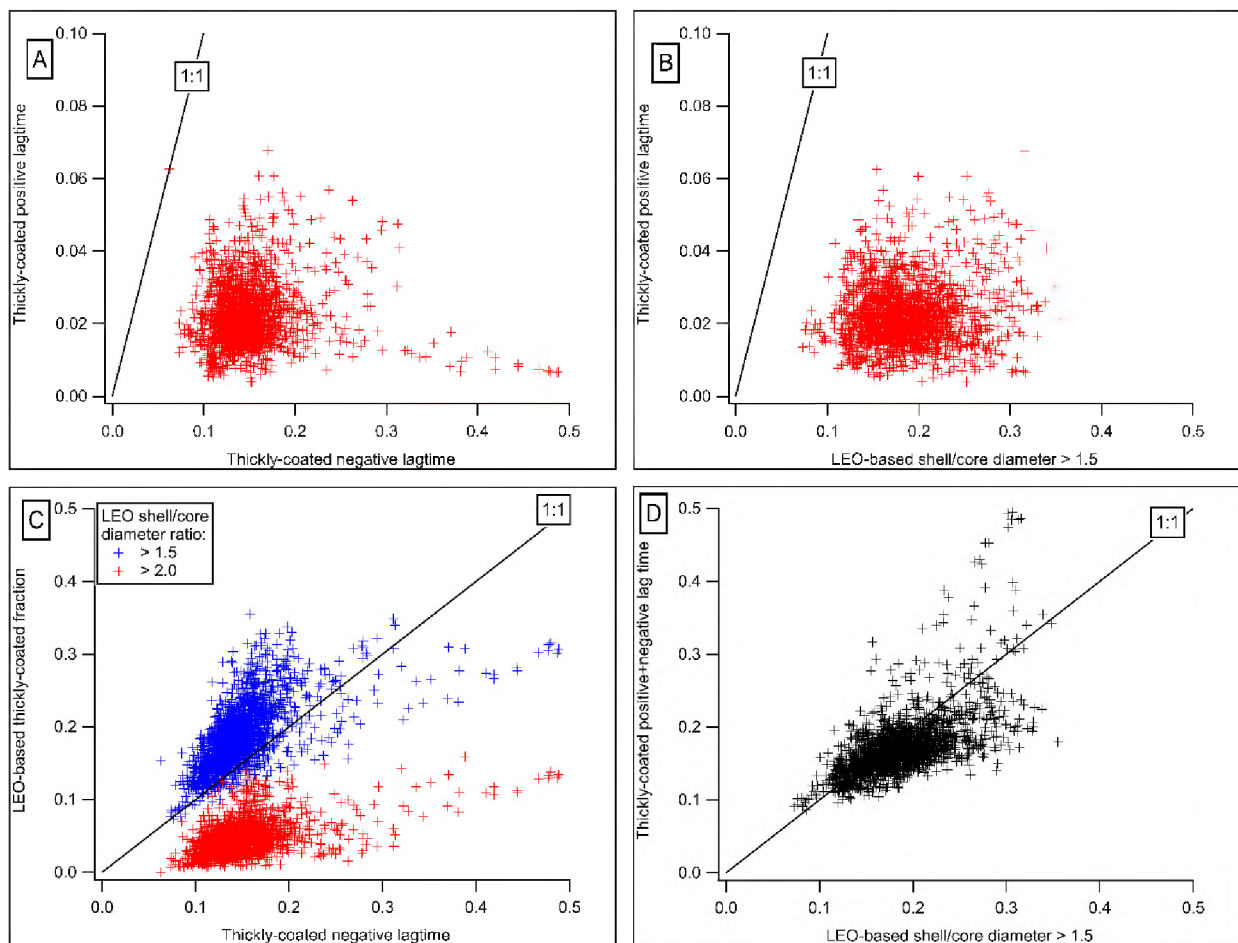 A
1:1
Thickly-coated positive lagtime
0.10
0.08
0.06
0.04
0.02
0.00
0.0 0.1 0.2 0.3 0.4 0.5
Thickly-coated negative lagtime
B
1:1
Thickly-coated positive lagtime
0.10
0.08
0.06
0.04
0.02
0.00
0.0 0.1 0.2 0.3 0.4 0.5
LEO-based shell/core diameter > 1.5
C
LEO shell/core
diameter ratio:
+ > 1.5
+ > 2.0
1:1
LEO-based thickly-coated fraction
0.5
0.4
0.3
0.2
0.1
0.0
0.0 0.1 0.2 0.3 0.4 0.5
Thickly-coated negative lagtime
D
1:1
Thickly-coated positive+negative lag time
0.5
0.4
0.3
0.2
0.1
0.0
0.0 0.1 0.2 0.3 0.4 0.5
LEO-based shell/core diameter > 1.5